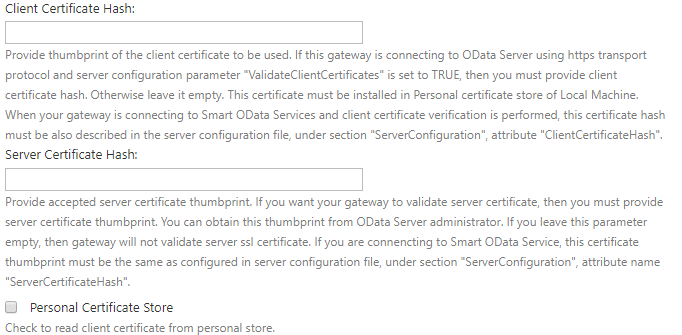 Client Certificate Hash:
Provide thumbprint of the client certificate to be used. If this gateway is connecting to OData Server using https transport
protocol and server configuration parameter "ValidateClientCertificates" is set to TRUE, then you must provide client
certificate hash. Otherwise leave it empty. This certificate must be installed in Personal certificate store of Local Machine.
When your gateway is connecting to Smart OData Services and client certificate verification is performed, this certificate hash
must be also described in the server configuration file, under section "ServerConfiguration", attribute "ClientCertificateHash".
Server Certificate Hash:
Provide accepted server certificate thumbprint. If you want your gateway to validate server certificate, then you must provide
server certificate thumbprint. You can obtain this thumbprint from OData Server administrator. If you leave this parameter
empty, then gateway will not validate server ssl certificate. If you are connencting to Smart OData Service, this certificate
thumbprint must be the same as configured in server configuration file, under section "ServerConfiguration", attribute name
"ServerCertificateHash".
Personal Certificate Store
Check to read client certificate from personal store.